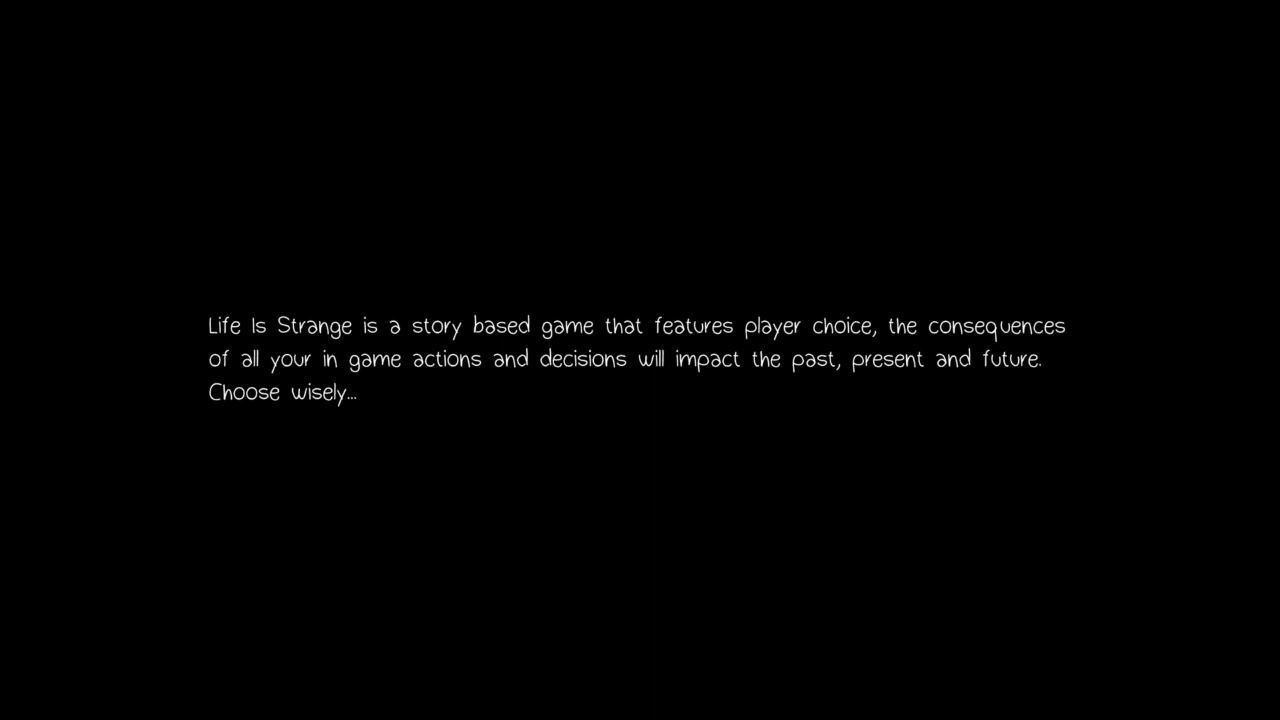 Life Is Strange is a story based game that features player choice, the consequences
of all your in game actions and decisions will impact the past, present and future.
Choose wisely...